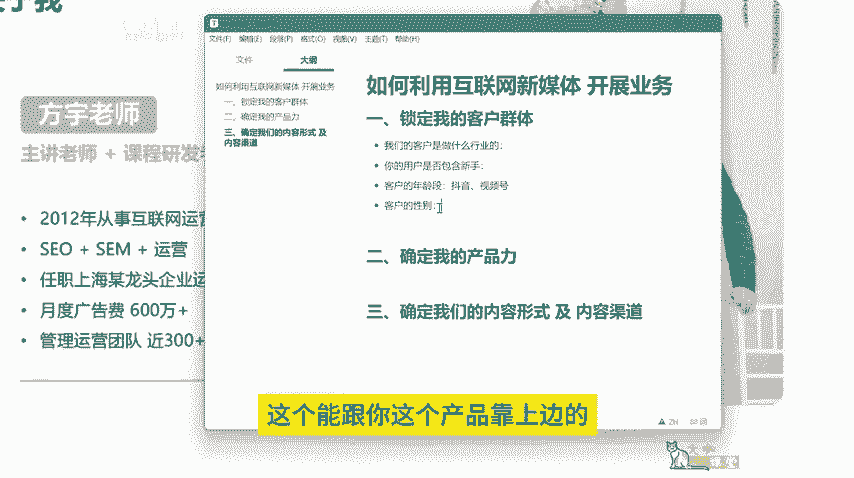 文件(F) 编辑(E) 段落(P) 格式(O) 视图(V) 主题(T) 帮助(H)
文件 大纲
如何利用互联网新媒体 开展业务
一、锁定我的客户群体
二、确定我的产品力
三、确定我们的内容形式 及
内容渠道
如何利用互联网新媒体 开展业务
一、锁定我的客户群体
• 我们的客户是做什么行业的;
• 你的用户是否包含新手;
• 客户的年龄段：抖音、视频号
• 客户的性别:
二、确定我的产品力
三、确定我们的内容形式 及 内容渠道
方宇老师
主讲老师 + 课程研发
• 2012年从事互联网运营
• SEO + SEM + 运营
• 任职上海某龙头企业运
• 月度广告费 600万+
• 管理运营团队 近300+
这个能跟你这个产品靠上边的